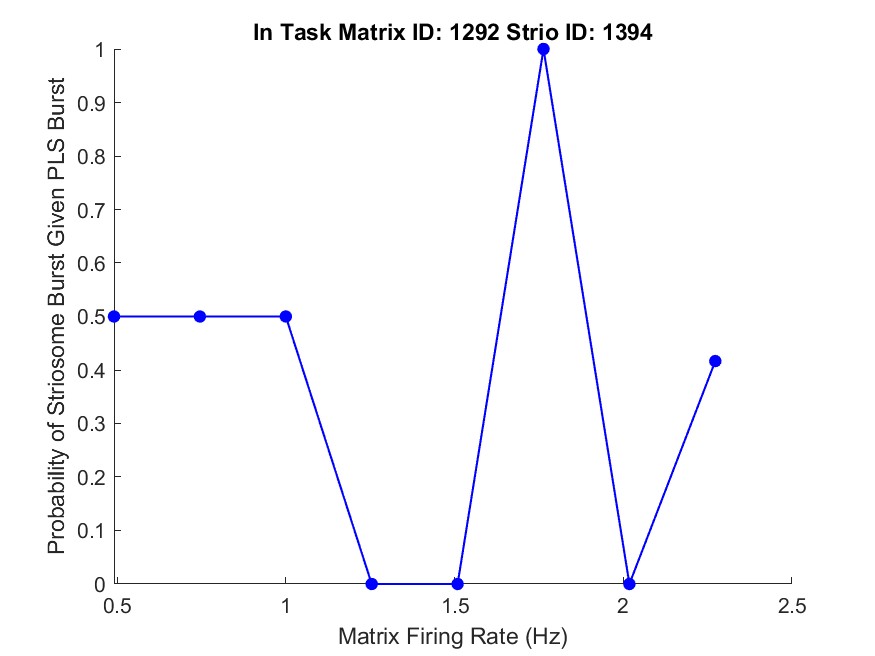 In Task Matrix ID: 1292 Strio ID: 1394
Probability of Striosome Burst Given PLS Burst
1
0.9
0.8
0.7
0.6
0.5
0.4
0.3
0.2
0.1
0
0.5 1 1.5 2 2.5
Matrix Firing Rate (Hz)